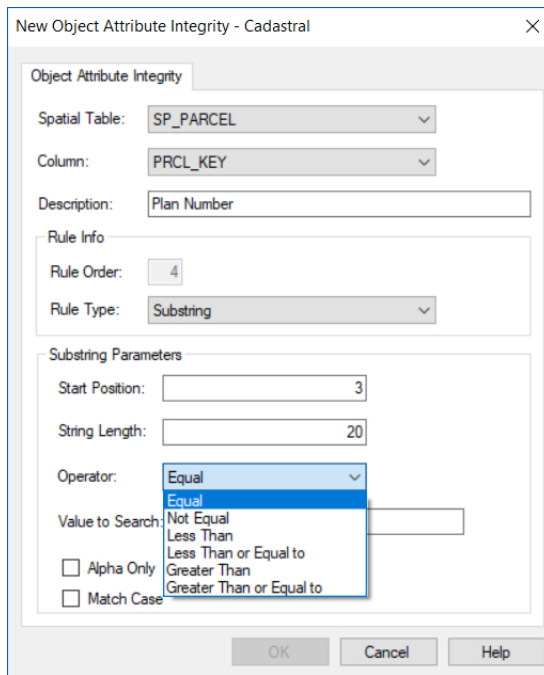 New Object Attribute Integrity - Cadastral
Object Attribute Integrity
Spatial Table: SP_PARCEL
Column: PRCL_KEY
Description: Plan Number
Rule Info
Rule Order: 4
Rule Type: Substring
Substring Parameters
Start Position: 3
String Length: 20
Operator: Equal
Equal
Not Equal
Value to Search:
Less Than
Less Than or Equal to
Alpha Only
Greater Than
Greater Than or Equal to
Match Case
OK Cancel Help